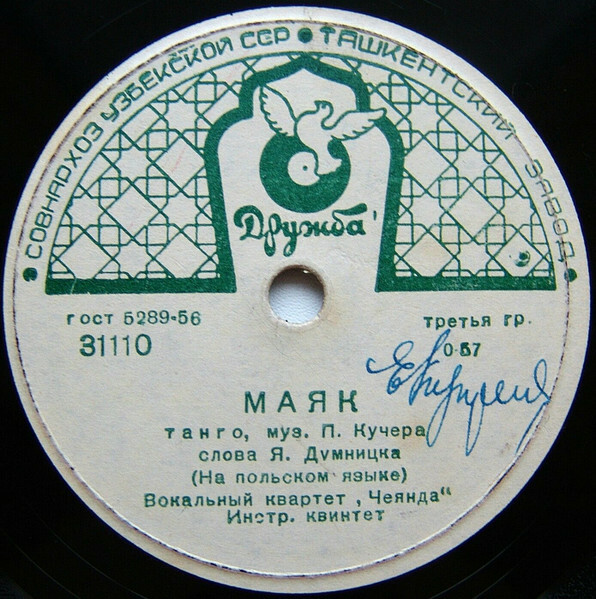 СОВНАРХОЗ УЗБЕКСКОЙ ССР • ТАШКЕНТСКИЙ ЗАВОД
Дружба
гост 5289-56
третья гр.
31110
0-57
МАЯК
танго, муз. П. Кучера
слова Я. Думницка
(На польском языке)
Вокальный квартет „Чеянда“
Инстр. квинтет